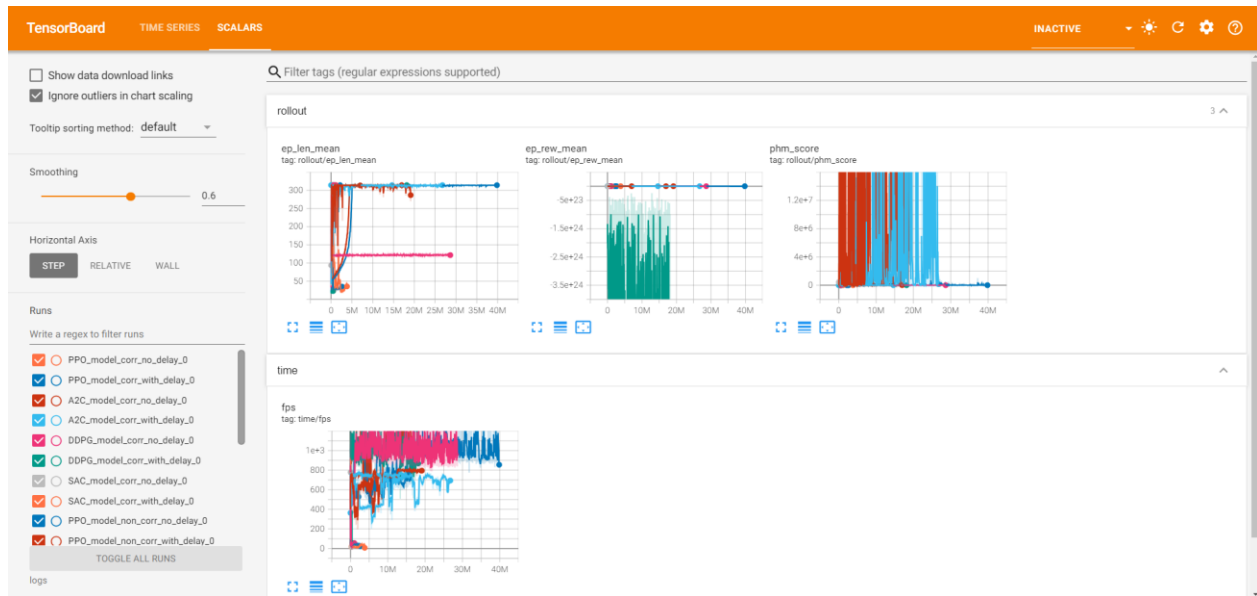 TensorBoard TIME SERIES SCALARS INACTIVE
Show data download links
Ignore outliers in chart scaling
Tooltip sorting method: default
Smoothing
0.6
Horizontal Axis
STEP RELATIVE WALL
Runs
Write a regex to filter runs
PPO_model_corr_no_delay_0
PPO_model_corr_with_delay_0
A2C_model_corr_no_delay_0
A2C_model_corr_with_delay_0
DDPG_model_corr_no_delay_0
DDPG_model_corr_with_delay_0
SAC_model_corr_no_delay_0
SAC_model_corr_with_delay_0
PPO_model_non_corr_no_delay_0
PPO_model_non_corr_with_delay_0
TOGGLE ALL RUNS
logs
Filter tags (regular expressions supported)
rollout 3
ep_len_mean
tag: rollout/ep_len_mean
300
250
200
150
100
50
0 5M 10M 15M 20M 25M 30M 35M 40M
ep_rew_mean
tag: rollout/ep_rew_mean
-5e+23
-1.5e+24
-2.5e+24
-3.5e+24
0 10M 20M 30M 40M
phm_score
tag: rollout/phm_score
1.2e+7
8e+6
4e+6
0
0 10M 20M 30M 40M
time
fps
tag: time/fps
1e+3
800
600
400
200
0
0 10M 20M 30M 40M